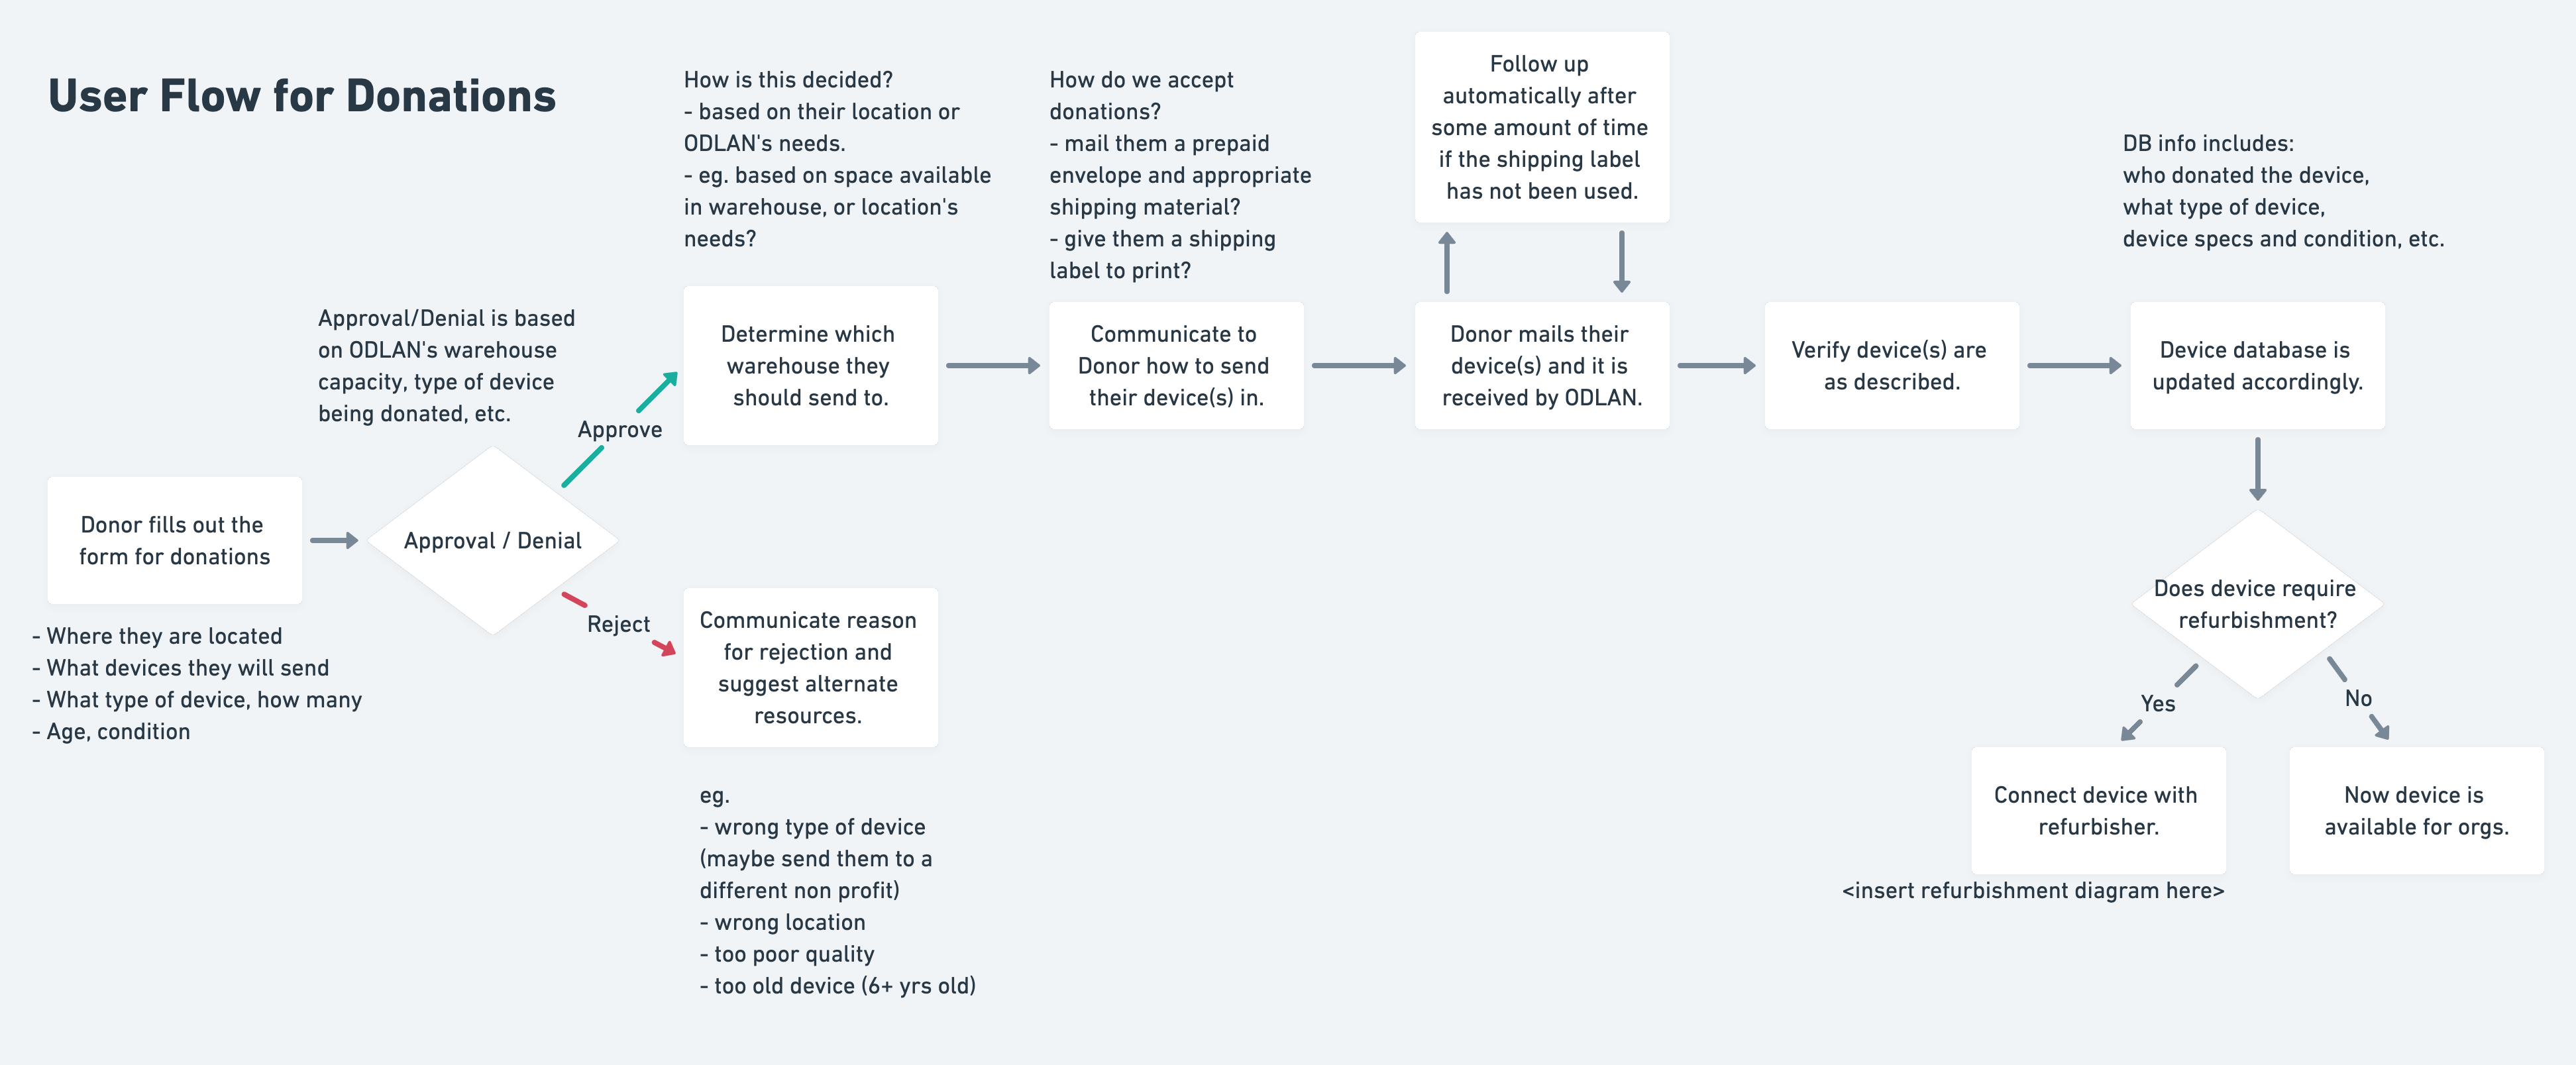 User Flow for Donations
Donor fills out the
form for donations
- Where they are located
- What devices they will send
- What type of device, how many
- Age, condition
Approval/Denial is based
on ODLAN's warehouse
capacity, type of device
being donated, etc.
Approval / Denial
Approve
Reject
How is this decided?
- based on their location or
ODLAN's needs.
- eg. based on space available
in warehouse, or location's
needs?
Determine which
warehouse they
should send to.
Communicate reason
for rejection and
suggest alternate
resources.
eg.
- wrong type of device
(maybe send them to a
different non profit)
- wrong location
- too poor quality
- too old device (6+ yrs old)
How do we accept
donations?
- mail them a prepaid
envelope and appropriate
shipping material?
- give them a shipping
label to print?
Communicate to
Donor how to send
their device(s) in.
Follow up
automatically after
some amount of time
if the shipping label
has not been used.
Donor mails their
device(s) and it is
received by ODLAN.
Verify device(s) are
as described.
DB info includes:
who donated the device,
what type of device,
device specs and condition, etc.
Device database is
updated accordingly.
Does device require
refurbishment?
Yes
No
Connect device with
refurbisher.
<insert refurbishment diagram here>
Now device is
available for orgs.